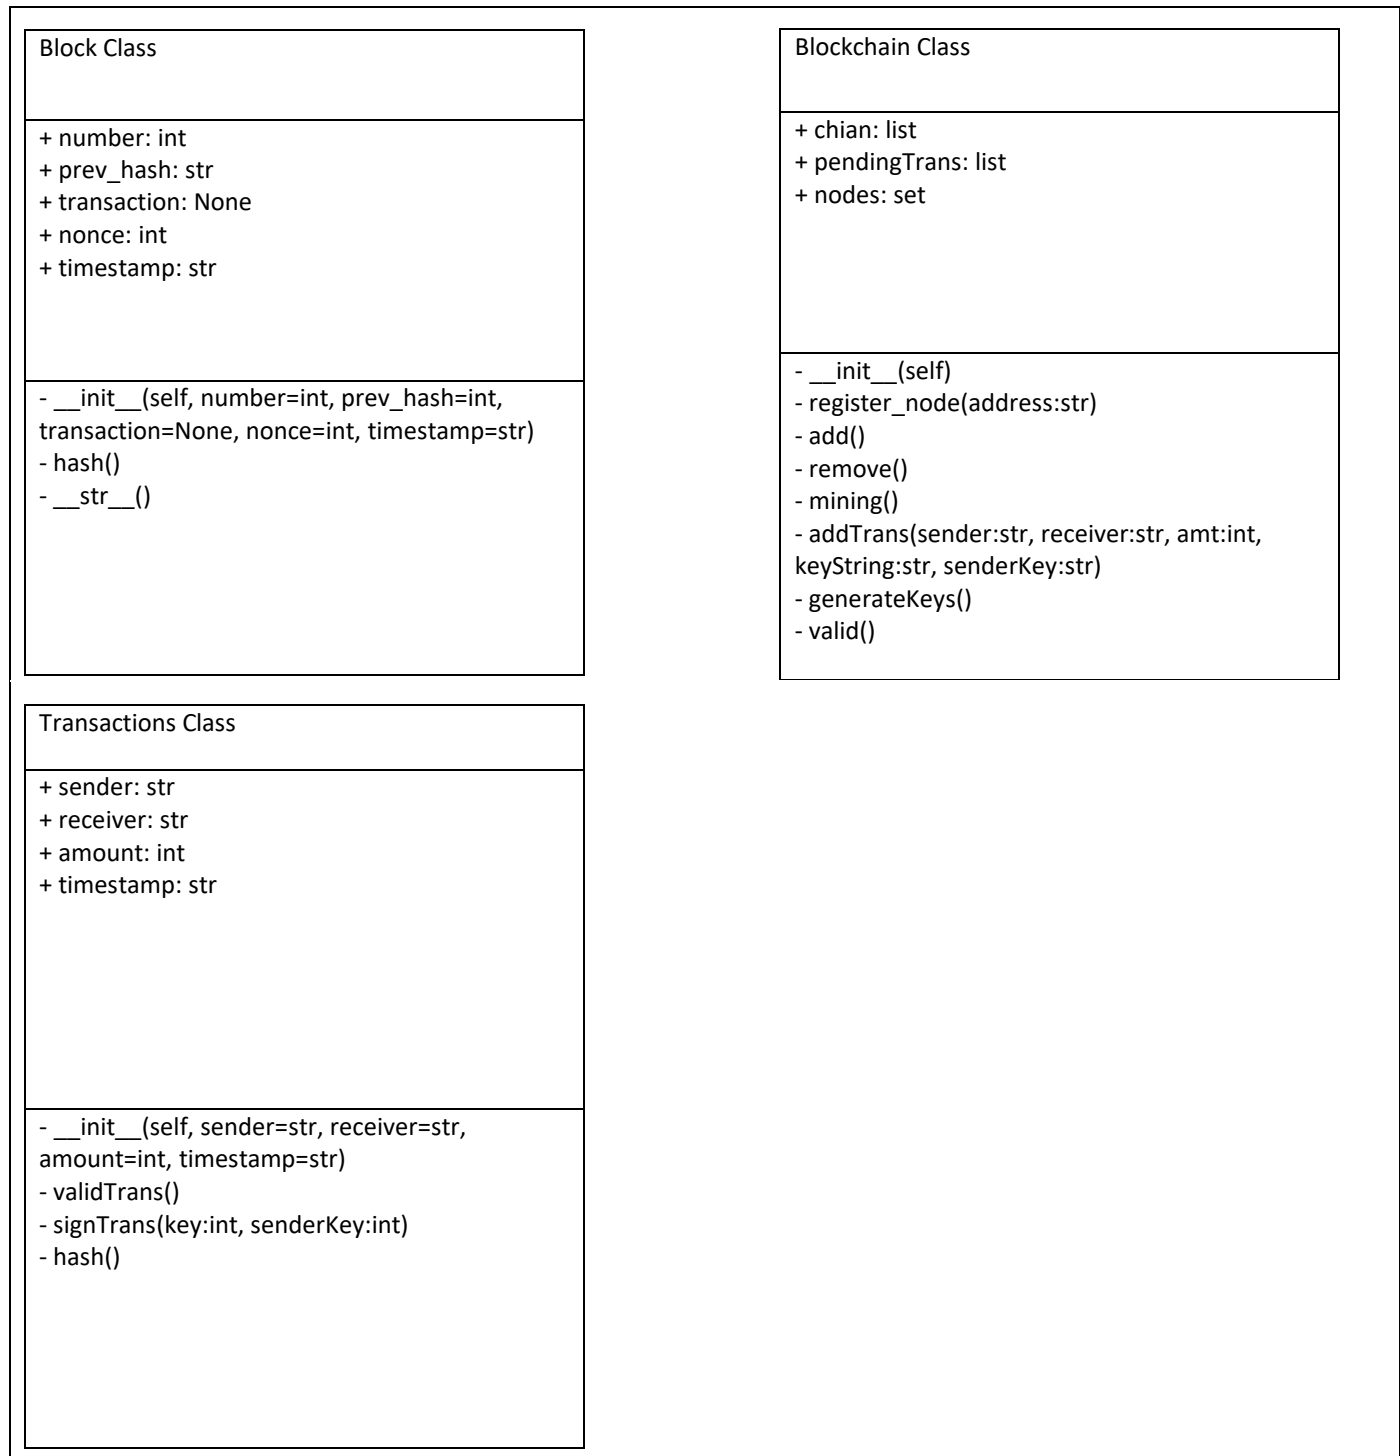 Block Class
+ number: int
+ prev_hash: str
+ transaction: None
+ nonce: int
+ timestamp: str
- __init__(self, number=int, prev_hash=int,
transaction=None, nonce=int, timestamp=str)
- hash()
- __str__()
Blockchain Class
+ chian: list
+ pendingTrans: list
+ nodes: set
- __init__(self)
- register_node(address:str)
- add()
- remove()
- mining()
- addTrans(sender:str, receiver:str, amt:int,
keyString:str, senderKey:str)
- generateKeys()
- valid()
Transactions Class
+ sender: str
+ receiver: str
+ amount: int
+ timestamp: str
- __init__(self, sender=str, receiver=str,
amount=int, timestamp=str)
- validTrans()
- signTrans(key:int, senderKey:int)
- hash()